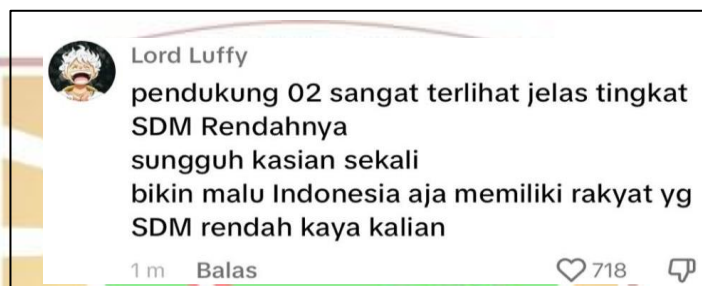 Lord Luffy
pendukung 02 sangat terlihat jelas tingkat
SDM Rendahnya
sungguh kasian sekali
bikin malu Indonesia aja memiliki rakyat yg
SDM rendah kaya kalian
1 m Balas 718